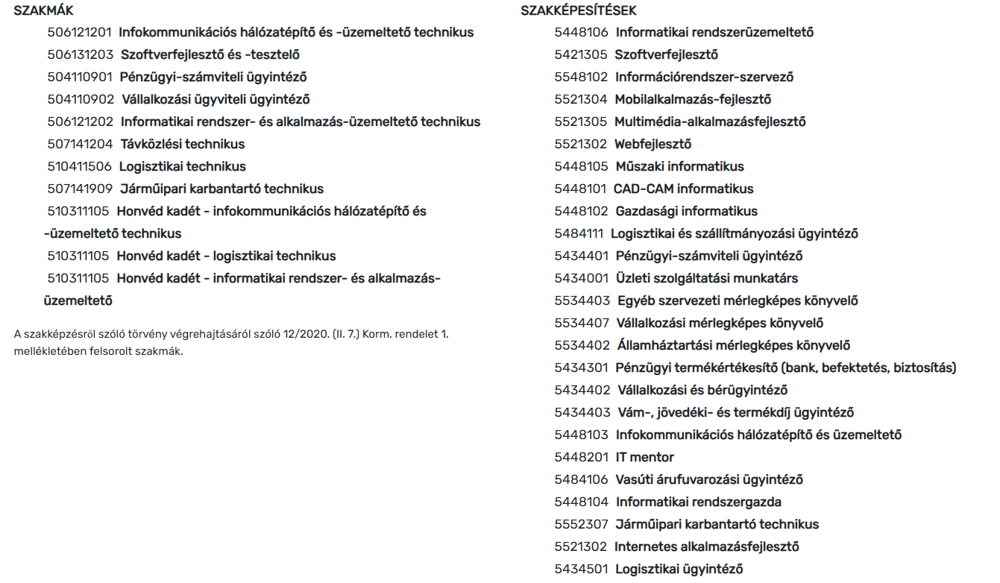 SZAKMÁK
506121201 Infokommunikációs hálózatépítő és -üzemeltető technikus
506131203 Szoftverfejlesztő és -tesztelő
504110901 Pénzügyi-számviteli ügyintéző
504110902 Vállalkozási ügyviteli ügyintéző
506121202 Informatikai rendszer- és alkalmazás-üzemeltető technikus
507141204 Távközlési technikus
510411506 Logisztikai technikus
507141909 Járműipari karbantartó technikus
510311105 Honvéd kadét - infokommunikációs hálózatépítő és
-üzemeltető technikus
510311105 Honvéd kadét - logisztikai technikus
510311105 Honvéd kadét - informatikai rendszer- és alkalmazás-
üzemeltető
A szakképzésről szóló törvény végrehajtásáról szóló 12/2020. (II. 7.) Korm. rendelet 1.
mellékletében felsorolt szakmák.
SZAKKÉPESÍTÉSEK
5448106 Informatikai rendszerüzemeltető
5421305 Szoftverfejlesztő
5548102 Információrendszer-szervező
5521304 Mobilalkalmazás-fejlesztő
5521305 Multimédia-alkalmazásfejlesztő
5521302 Webfejlesztő
5448105 Műszaki informatikus
5448101 CAD-CAM informatikus
5448102 Gazdasági informatikus
5484111 Logisztikai és szállítmányozási ügyintéző
5434401 Pénzügyi-számviteli ügyintéző
5434001 Üzleti szolgáltatási munkatárs
5534403 Egyéb szervezeti mérlegképes könyvelő
5534407 Vállalkozási mérlegképes könyvelő
5534402 Államháztartási mérlegképes könyvelő
5434301 Pénzügyi termékértékesítő (bank, befektetés, biztosítás)
5434402 Vállalkozási és bérügyintéző
5434403 Vám-, jövedéki- és termékdíj ügyintéző
5448103 Infokommunikációs hálózatépítő és üzemeltető
5448201 IT mentor
5484106 Vasúti árufuvarozási ügyintéző
5448104 Informatikai rendszergazda
5552307 Járműipari karbantartó technikus
5521302 Internetes alkalmazásfejlesztő
5434501 Logisztikai ügyintéző